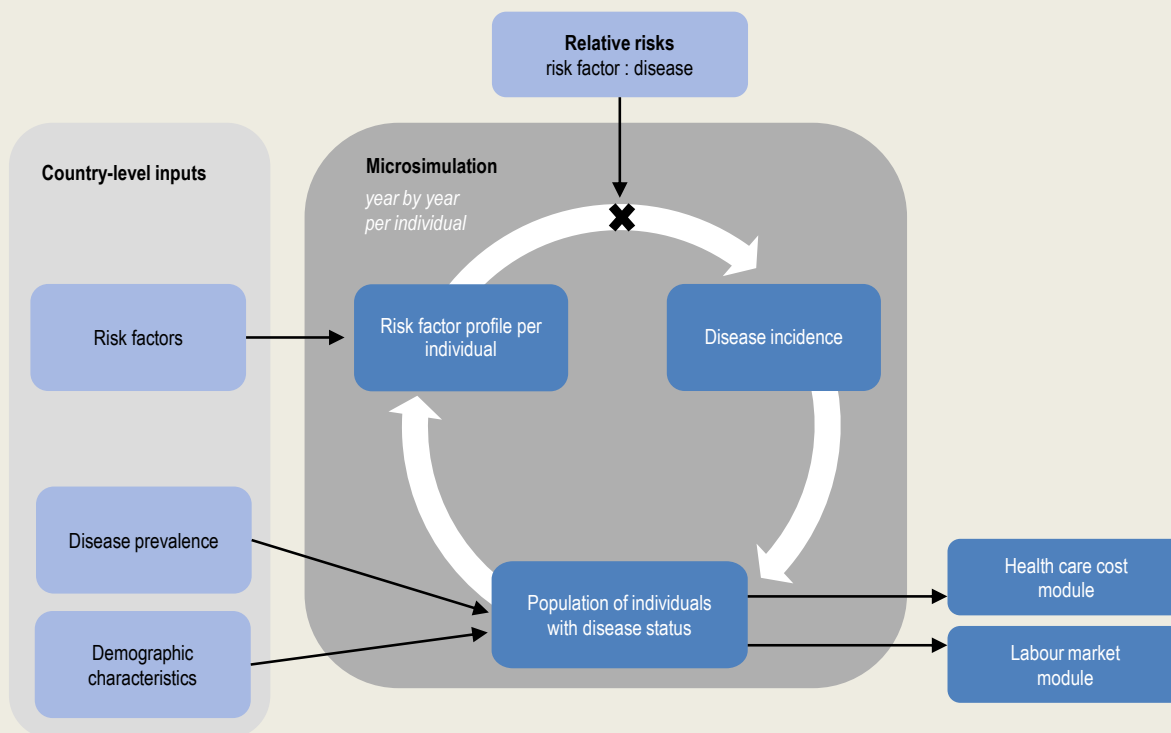 Relative risks
risk factor : disease
Country-level inputs
Microsimulation
year by year
per individual
Risk factors
Risk factor profile per
individual
Disease incidence
Disease prevalence
Demographic
characteristics
Population of individuals
with disease status
Health care cost
module
Labour market
module